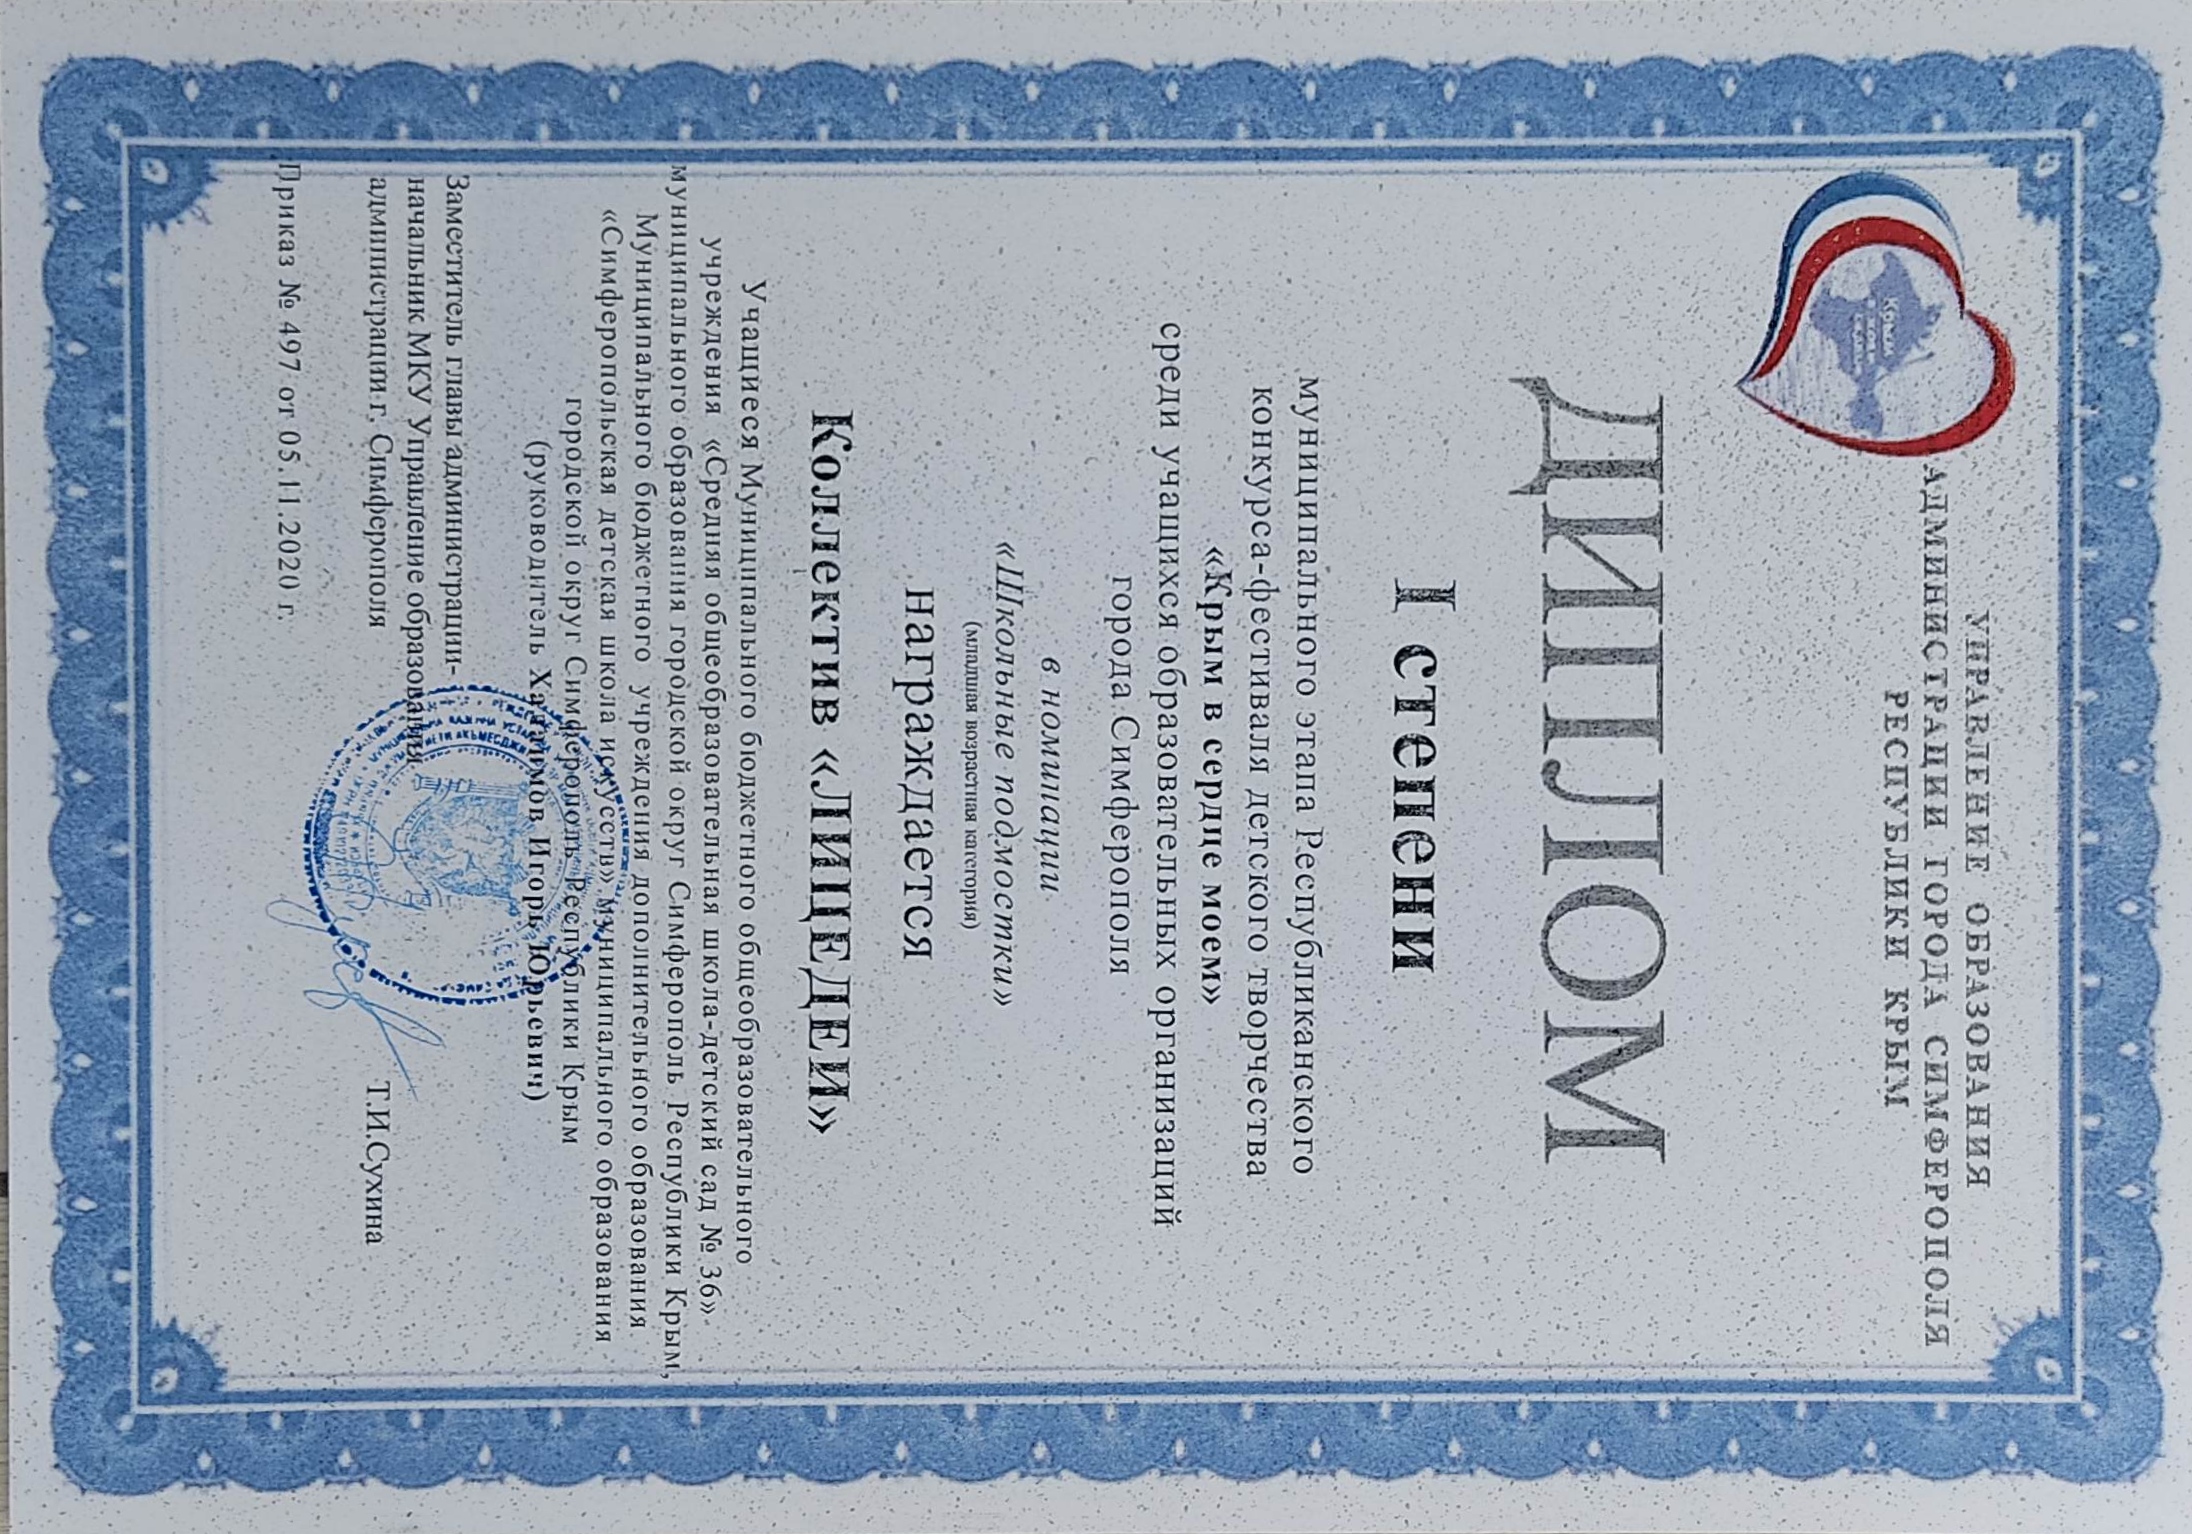 УПРАВЛЕНИЕ ОБРАЗОВАНИЯ
АДМИНИСТРАЦИИ ГОРОДА СИМФЕРОПОЛЯ
РЕСПУБЛИКИ КРЫМ
ДИПЛОМ
I степени
муниципального этапа Республиканского
конкурса-фестиваля детского творчества
«Крым в сердце моем»
среди учащихся образовательных организаций
города Симферополя
в номинации
«Школьные подмостки»
(младшая возрастная категория)
награждается
Коллектив «ЛИЦЕДЕИ»
Учащиеся Муниципального бюджетного общеобразовательного
учреждения «Средняя общеобразовательная школа-детский сад № 36»
муниципального образования городской округ Симферополь Республики Крым,
Муниципального бюджетного учреждения дополнительного образования
«Симферопольская детская школа искусств» муниципального образования
городской округ Симферополь Республики Крым
(руководитель Игорь Юрьевич)
Заместитель главы администрации-
начальник МКУ Управление образования
администрации г. Симферополя
Т.И.Сухина
Приказ № 497 от 05.11.2020 г.